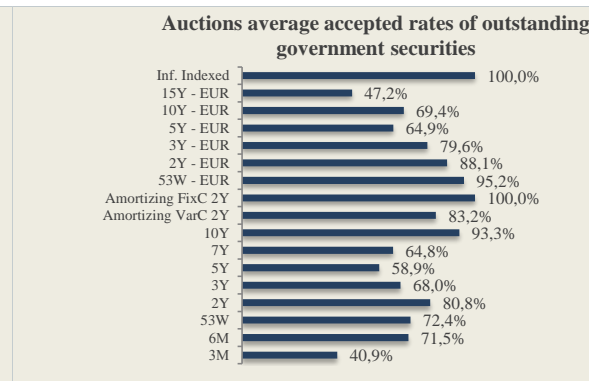 Auctions average accepted rates of outstanding
government securities
Inf. Indexed 100,0%
15Y - EUR 47,2%
10Y - EUR 69,4%
5Y - EUR 64,9%
3Y - EUR 79,6%
2Y - EUR 88,1%
53W - EUR 95,2%
Amortizing FixC 2Y 100,0%
Amortizing VarC 2Y 83,2%
10Y 93,3%
7Y 64,8%
5Y 58,9%
3Y 68,0%
2Y 80,8%
53W 72,4%
6M 71,5%
3M 40,9%